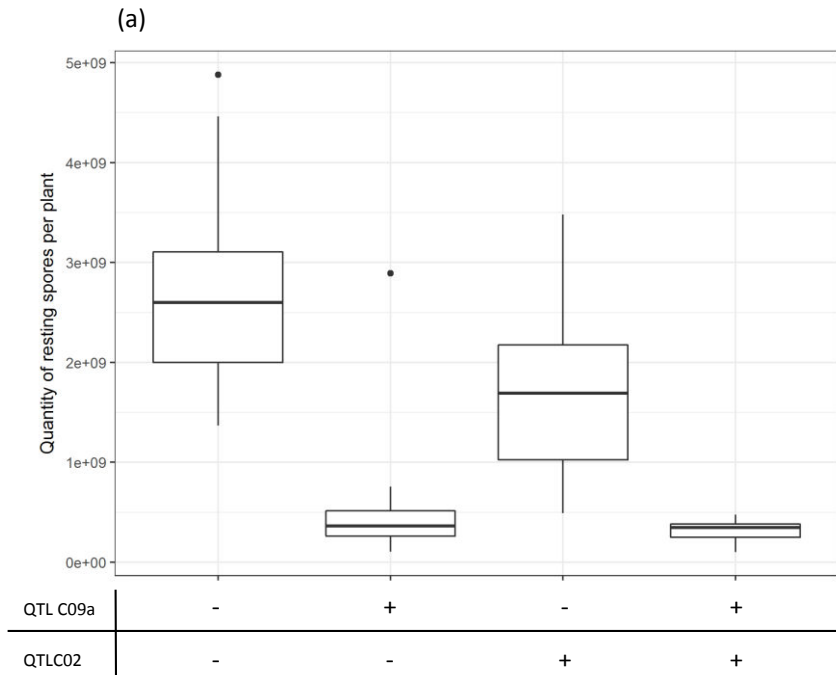 (a)
5e+09
4e+09
3e+09
2e+09
1e+09
0e+00
Quantity of resting spores per plant
QTL C09a - + - +
QTLC02 - - + +